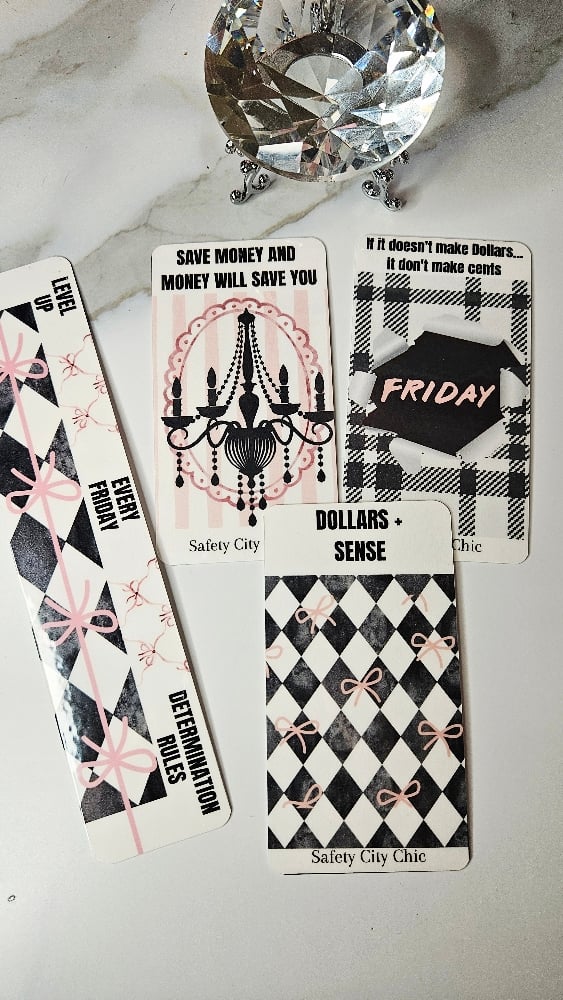 LEVEL
UP
EVERY
FRIDAY
DETERMINATION
RULES
SAVE MONEY AND
MONEY WILL SAVE YOU
Safety City
If it doesn't make Dollars...
it don't make cents
FRIDAY
Chic
DOLLARS +
SENSE
Safety City Chic